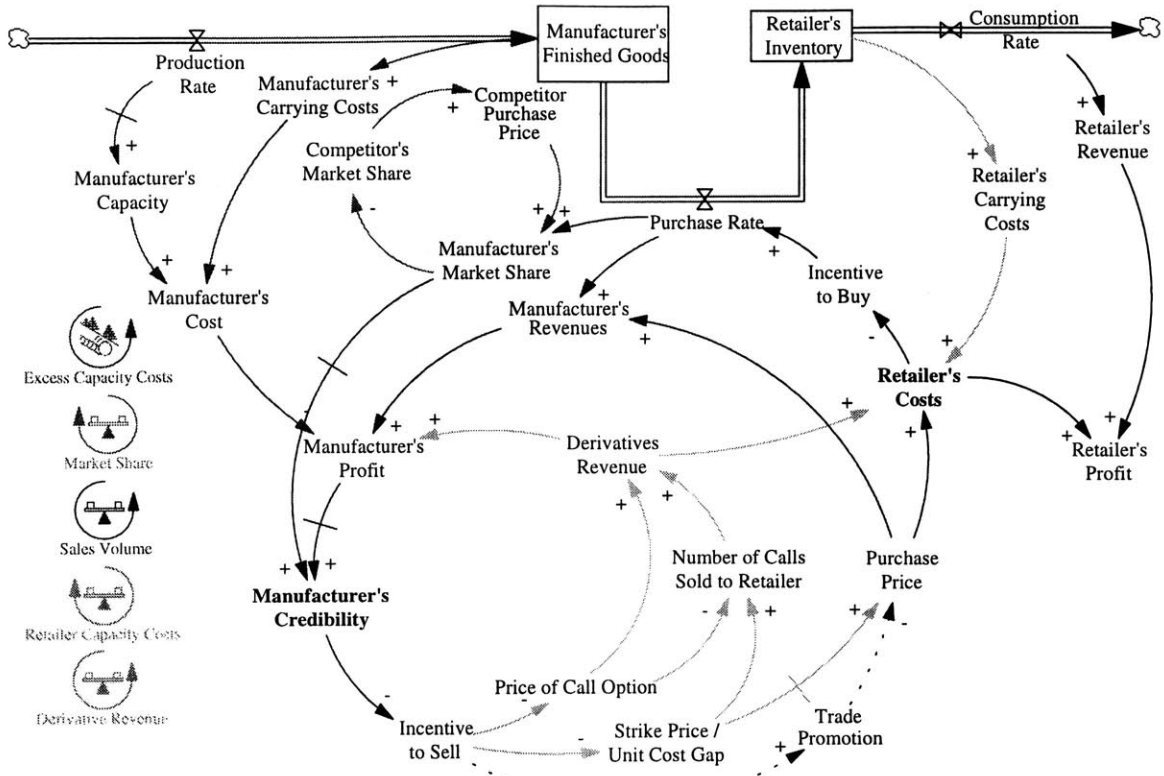 Production
Rate
Manufacturer's
Finished Goods
Retailer's
Inventory
Consumption
Rate
+
Manufacturer's
Carrying Costs
+
Competitor
Purchase
Price
+
Retailer's
Revenue
+
Competitor's
Market Share
+
Manufacturer's
Capacity
+
Retailer's
Carrying
Costs
-
+ +
Purchase Rate
+
+
+
Manufacturer's
Market Share
Incentive
to Buy
Manufacturer's
Cost
+
Manufacturer's
Revenues
+
-
+
Excess Capacity Costs
Retailer's
Costs
-
+
+
+
+
Market Share
+
Manufacturer's
Profit
Derivatives
Revenue
+
+
+
Retailer's
Profit
Sales Volume
+
+
Manufacturer's
Credibility
Number of Calls
Sold to Retailer
Purchase
Price
-
+
+
-
Retailer Capacity Costs
-
-
Price of Call Option
Derivative Revenue
Incentive
to Sell
-
Strike Price /
Unit Cost Gap
+
Trade
Promotion